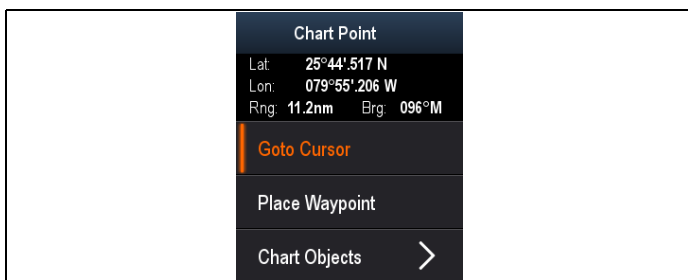 Chart Point
Lat: 25°44'.517 N
Lon: 079°55'.206 W
Rng: 11.2nm Brg: 096°M
Goto Cursor
Place Waypoint
Chart Objects